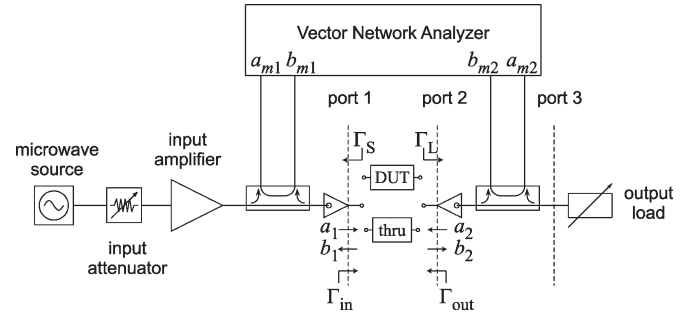 Vector Network Analyzer
a_m1 b_m1 b_m2 a_m2
port 1 port 2 port 3
microwave
source
input
amplifier
Γ_S Γ_L
DUT
output
load
input
attenuator
thru
a_1 a_2
b_1 b_2
Γ_in Γ_out